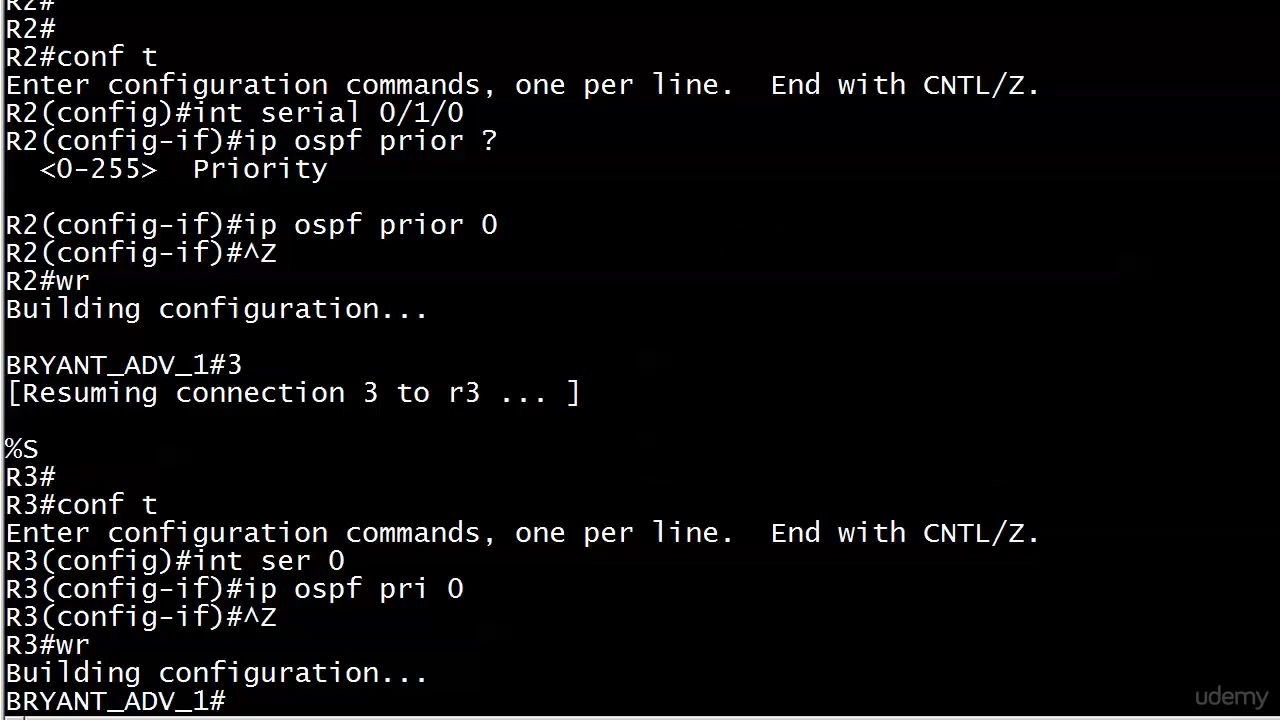 R2#
R2#
R2#conf t
Enter configuration commands, one per line.  End with CNTL/Z.
R2(config)#int serial 0/1/0
R2(config-if)#ip ospf prior ?
  <0-255>  Priority
R2(config-if)#ip ospf prior 0
R2(config-if)#^Z
R2#wr
Building configuration...
BRYANT_ADV_1#3
[Resuming connection 3 to r3 ... ]
%S
R3#
R3#conf t
Enter configuration commands, one per line.  End with CNTL/Z.
R3(config)#int ser 0
R3(config-if)#ip ospf pri 0
R3(config-if)#^Z
R3#wr
Building configuration...
BRYANT_ADV_1#
udemy